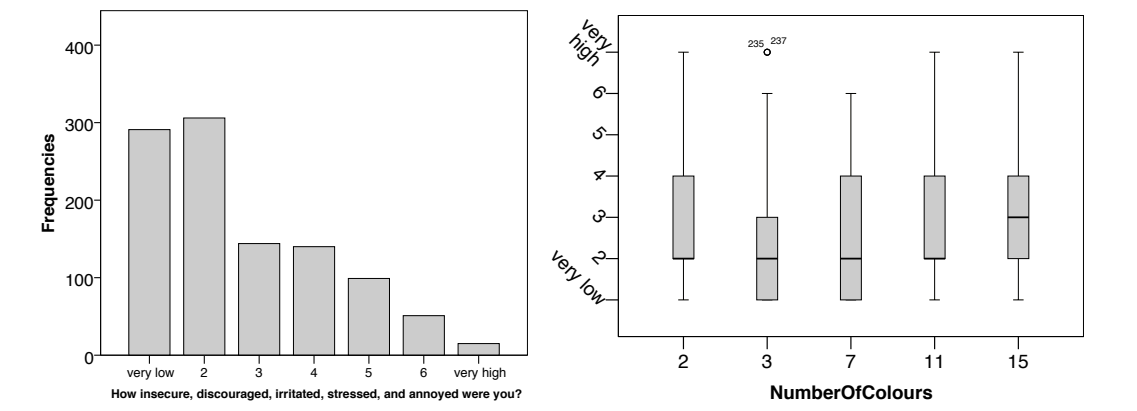 400
300
200
100
0
Frequencies
very low 2 3 4 5 6 very high
How insecure, discouraged, irritated, stressed, and annoyed were you?
very high
6
5
4
3
2
very low
235 237
2 3 7 11 15
NumberOfColours